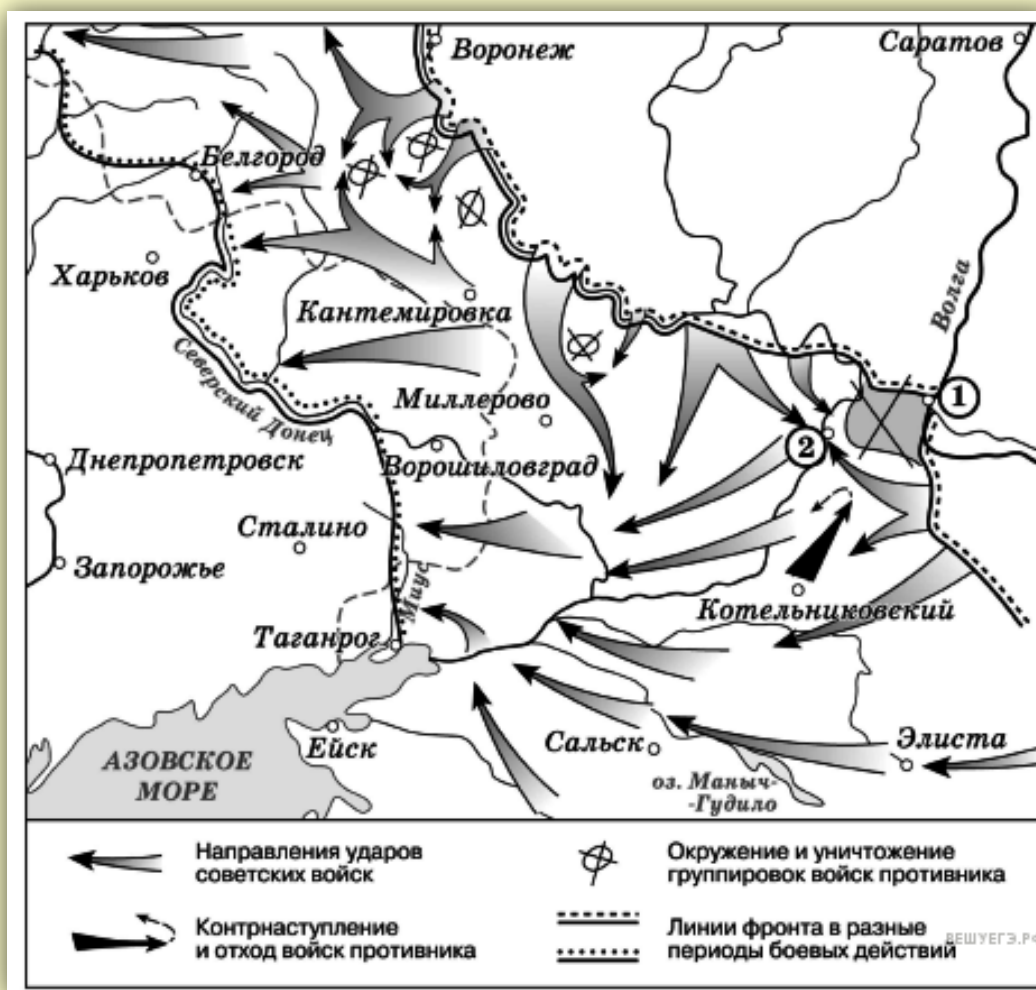 Воронеж
Саратов
Белгород
Харьков
Кантемировка
Волга
Северский Донец
Миллерово
1
2
Днепропетровск
Ворошиловград
Сталино
Запорожье
Миус
Котельниковский
Таганрог
АЗОВСКОЕ
МОРЕ
Ейск
Сальск
Элиста
оз. Маныч-
-Гудило
Направления ударов
советских войск
Окружение и уничтожение
группировок войск противника
Контрнаступление
и отход войск противника
Линии фронта в разные
периоды боевых действий